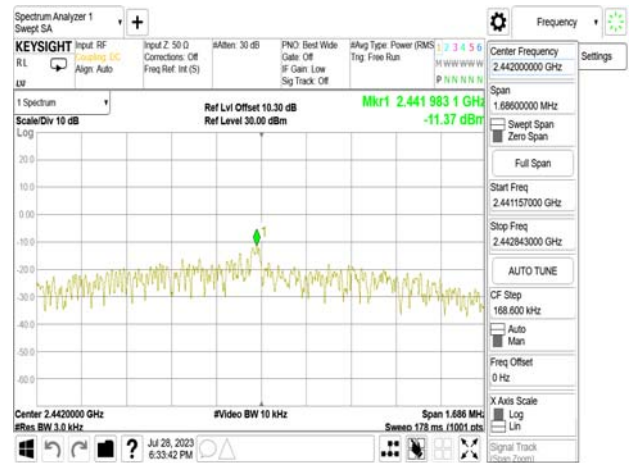 Spectrum Analyzer 1
Swept SA
Frequency
KEYSIGHT
RL
Input: RF
Coupling: DC
Align: Auto
Input Z: 50 Ω
Corrections: Off
Freq Ref: Int (S)
#Atten: 30 dB
PNO: Best Wide
Gate: Off
IF Gain: Low
Sig Track: Off
#Avg Type: Power (RMS
Trig: Free Run
1 2 3 4 5 6
M W W W W W
P N N N N N
Center Frequency
2.442000000 GHz
Settings
Span
1.68600000 MHz
Swept Span
Zero Span
Full Span
Start Freq
2.441157000 GHz
Stop Freq
2.442843000 GHz
AUTO TUNE
CF Step
168.600 kHz
Auto
Man
Freq Offset
0 Hz
X Axis Scale
Log
Lin
Signal Track
(Span Zoom)
1 Spectrum
Scale/Div 10 dB
Log
Ref Lvl Offset 10.30 dB
Ref Level 30.00 dBm
Mkr1 2.441 983 1 GHz
-11.37 dBm
20.0
10.0
0.00
-10.0
-20.0
-30.0
-40.0
-50.0
-60.0
1
Center 2.4420000 GHz
#Res BW 3.0 kHz
#Video BW 10 kHz
Span 1.686 MHz
Sweep 178 ms (1001 pts
Jul 28, 2023
6:33:42 PM